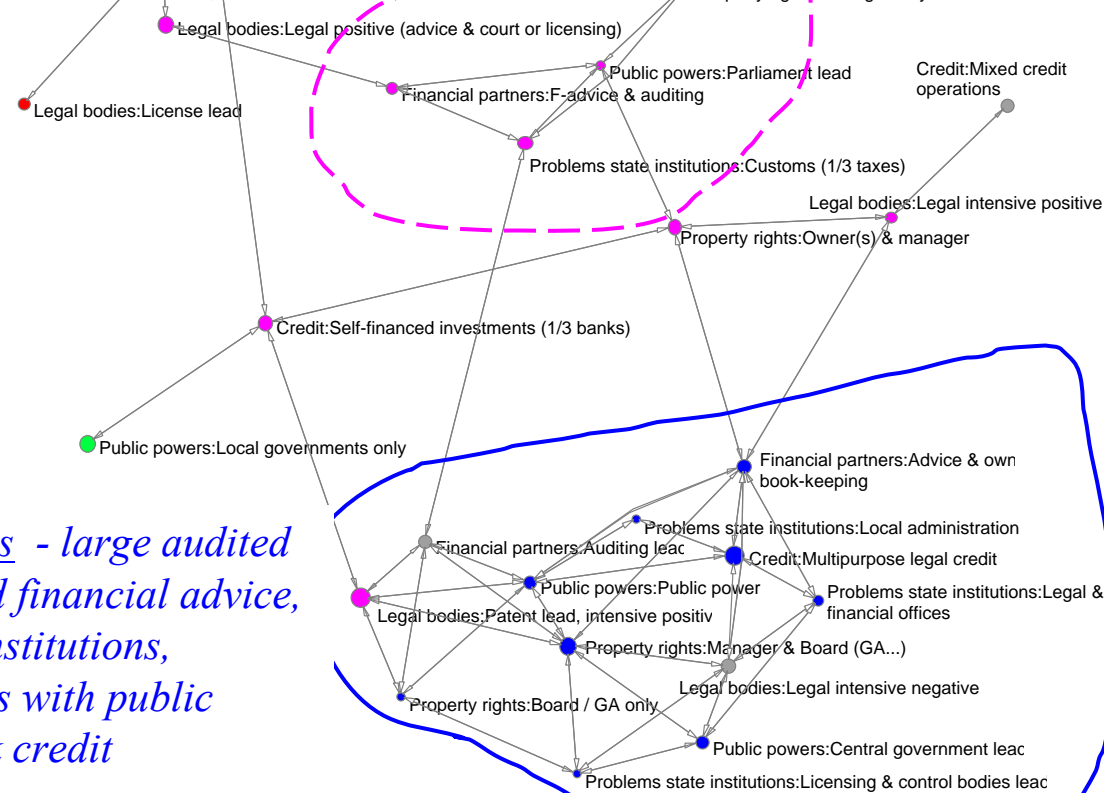 Legal bodies:Legal positive (advice & court or licensing)
Public powers:Parliament lead
Credit:Mixed credit
operations
Financial partners:F-advice & auditing
Legal bodies:License lead
Problems state institutions:Customs (1/3 taxes)
Legal bodies:Legal intensive positive
Property rights:Owner(s) & manager
Credit:Self-financed investments (1/3 banks)
Public powers:Local governments only
Financial partners:Advice & own
book-keeping
Problems state institutions:Local administration
Financial partners:Auditing lead
Credit:Multipurpose legal credit
Public powers:Public power
Problems state institutions:Legal &
financial offices
Legal bodies:Patent lead, intensive positiv
Property rights:Manager & Board (GA...)
Legal bodies:Legal intensive negative
Property rights:Board / GA only
Public powers:Central government lead
Problems state institutions:Licensing & control bodies lead
s - large audited
financial advice,
nstitutions,
s with public
credit